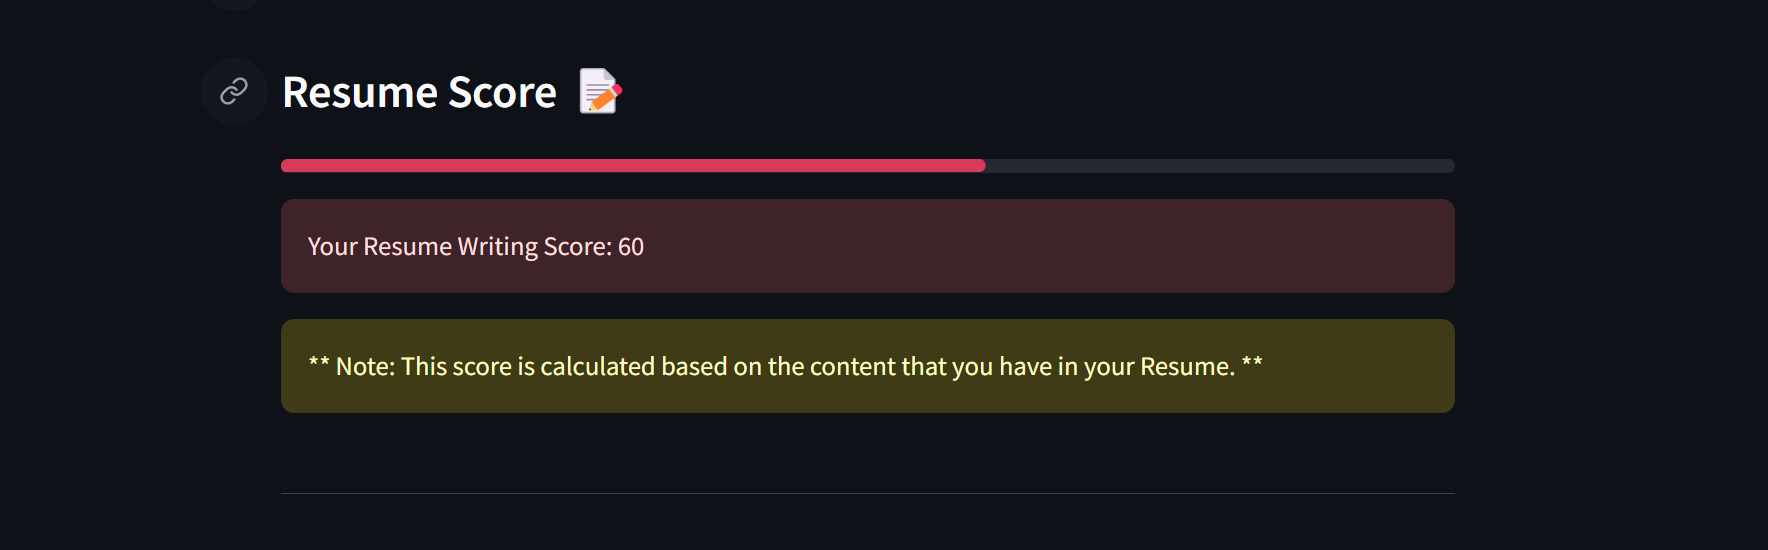 Resume Score
Your Resume Writing Score: 60
** Note: This score is calculated based on the content that you have in your Resume. **